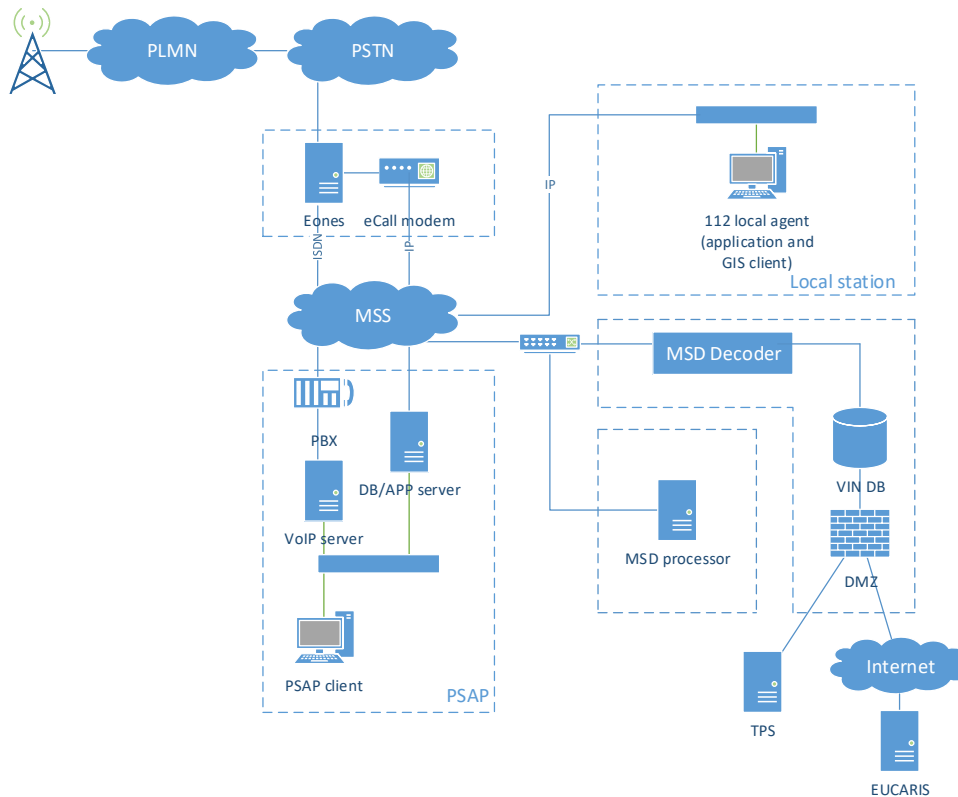 PLMN
PSTN
Eones
eCall modem
ISDN
IP
IP
112 local agent
(application and
GIS client)
Local station
MSS
MSD Decoder
PBX
DB/APP server
VIN DB
VoIP server
MSD processor
DMZ
PSAP client
PSAP
Internet
TPS
EUCARIS